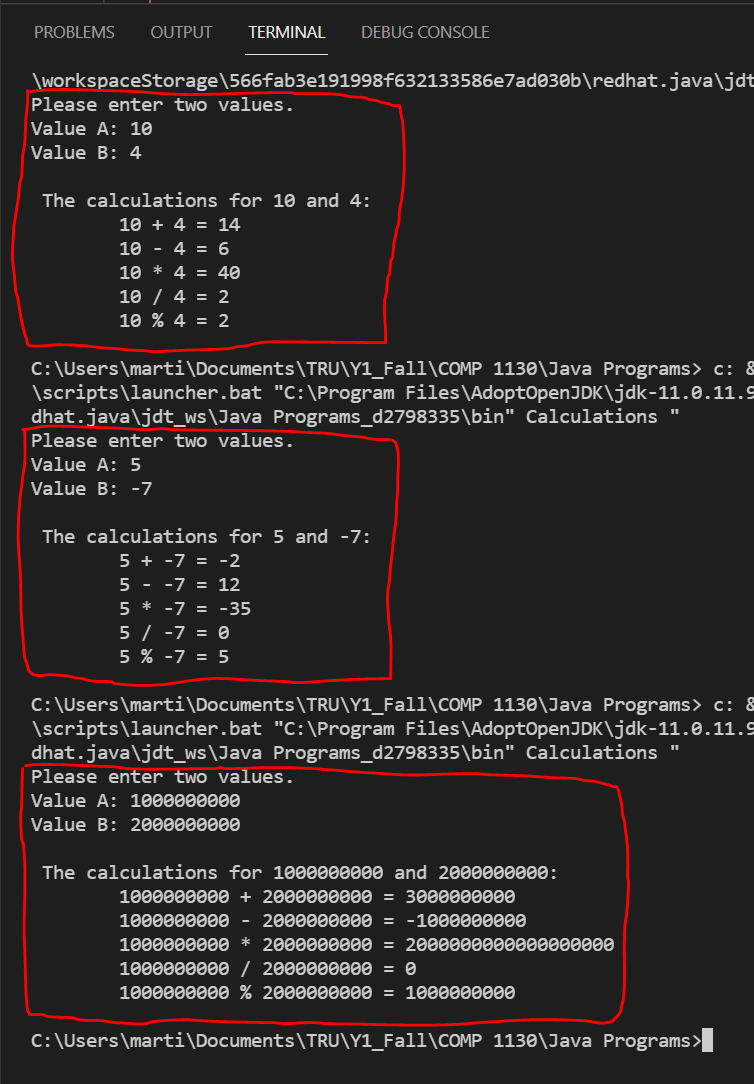 PROBLEMS OUTPUT TERMINAL DEBUG CONSOLE
\workspaceStorage\566fab3e191998f632133586e7ad030b\redhat.java\jdt
Please enter two values.
Value A: 10
Value B: 4
The calculations for 10 and 4:
10 + 4 = 14
10 - 4 = 6
10 * 4 = 40
10 / 4 = 2
10 % 4 = 2
C:\Users\marti\Documents\TRU\Y1_Fall\COMP 1130\Java Programs> c: &
\scripts\launcher.bat "C:\Program Files\AdoptOpenJDK\jdk-11.0.11.9
dhat.java\jdt_ws\Java Programs_d2798335\bin" Calculations "
Please enter two values.
Value A: 5
Value B: -7
The calculations for 5 and -7:
5 + -7 = -2
5 - -7 = 12
5 * -7 = -35
5 / -7 = 0
5 % -7 = 5
C:\Users\marti\Documents\TRU\Y1_Fall\COMP 1130\Java Programs> c: &
\scripts\launcher.bat "C:\Program Files\AdoptOpenJDK\jdk-11.0.11.9
dhat.java\jdt_ws\Java Programs_d2798335\bin" Calculations "
Please enter two values.
Value A: 1000000000
Value B: 2000000000
The calculations for 1000000000 and 2000000000:
1000000000 + 2000000000 = 3000000000
1000000000 - 2000000000 = -1000000000
1000000000 * 2000000000 = 2000000000000000000
1000000000 / 2000000000 = 0
1000000000 % 2000000000 = 1000000000
C:\Users\marti\Documents\TRU\Y1_Fall\COMP 1130\Java Programs>